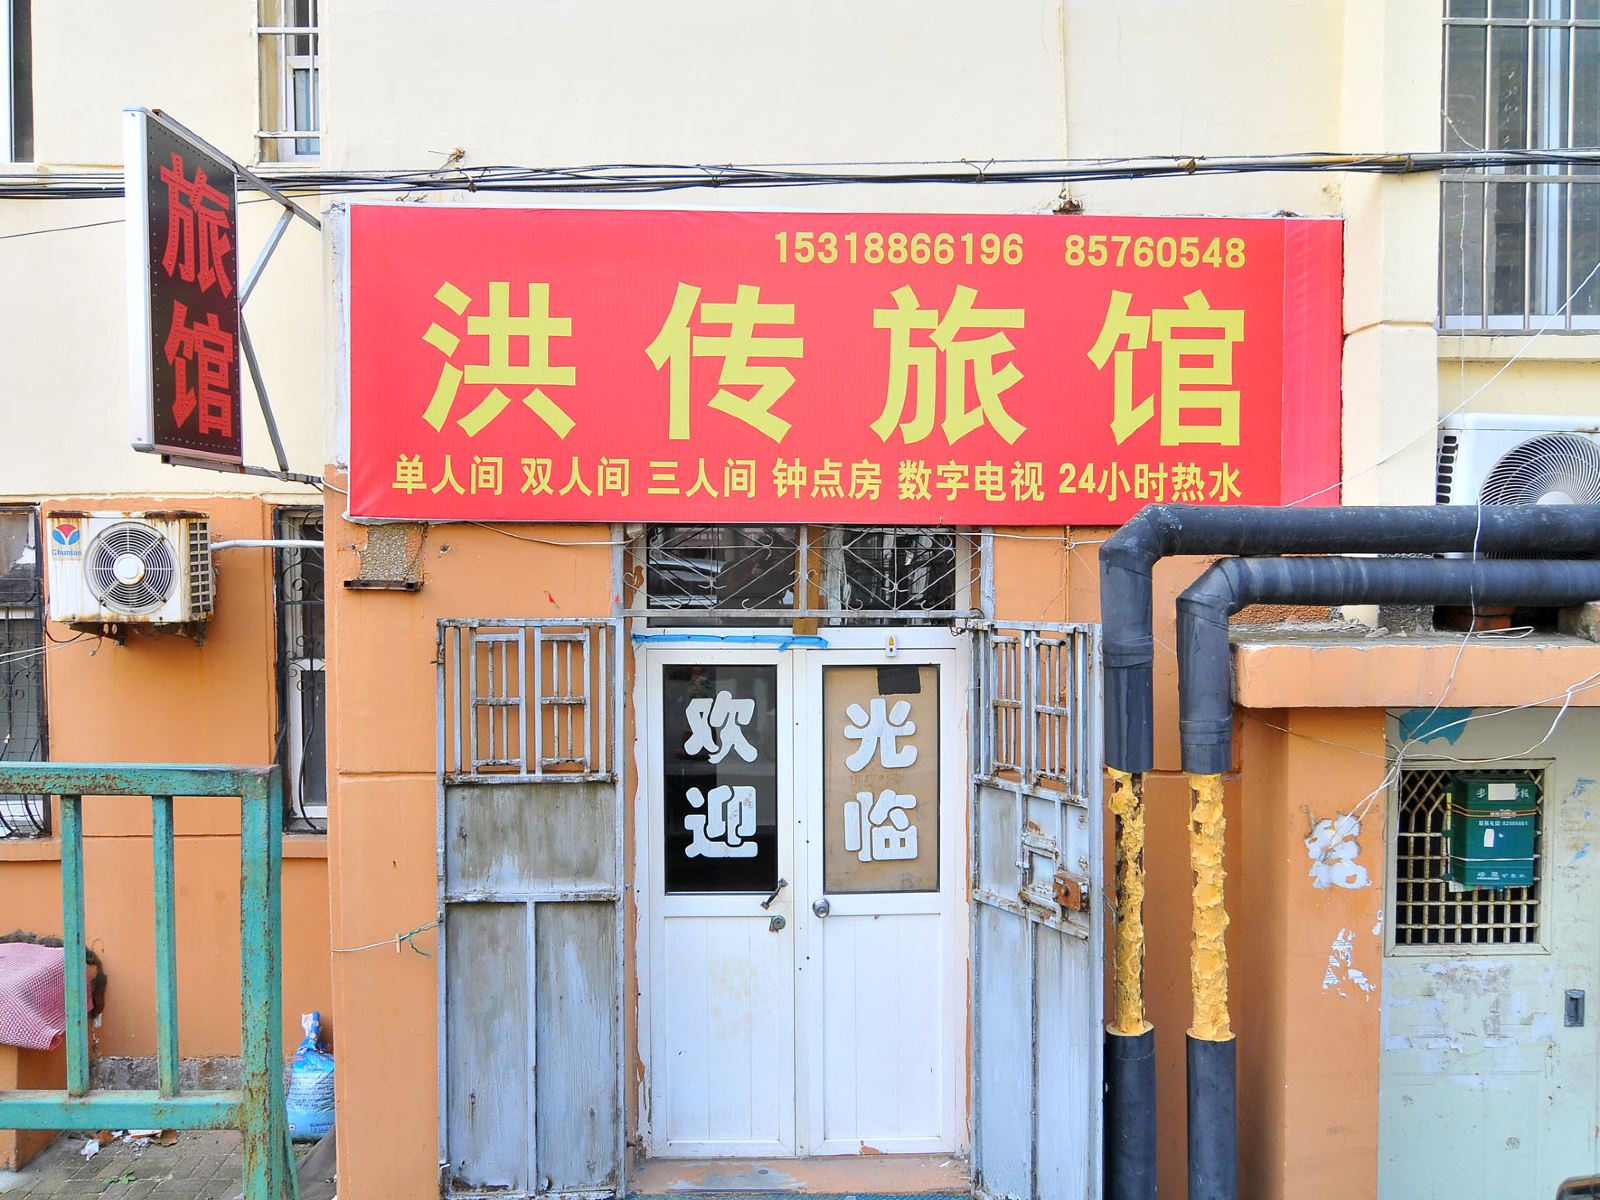 旅馆
15318866196 85760548
洪传旅馆
单人间 双人间 三人间 钟点房 数字电视 24小时热水
Chunlan
欢迎
光临